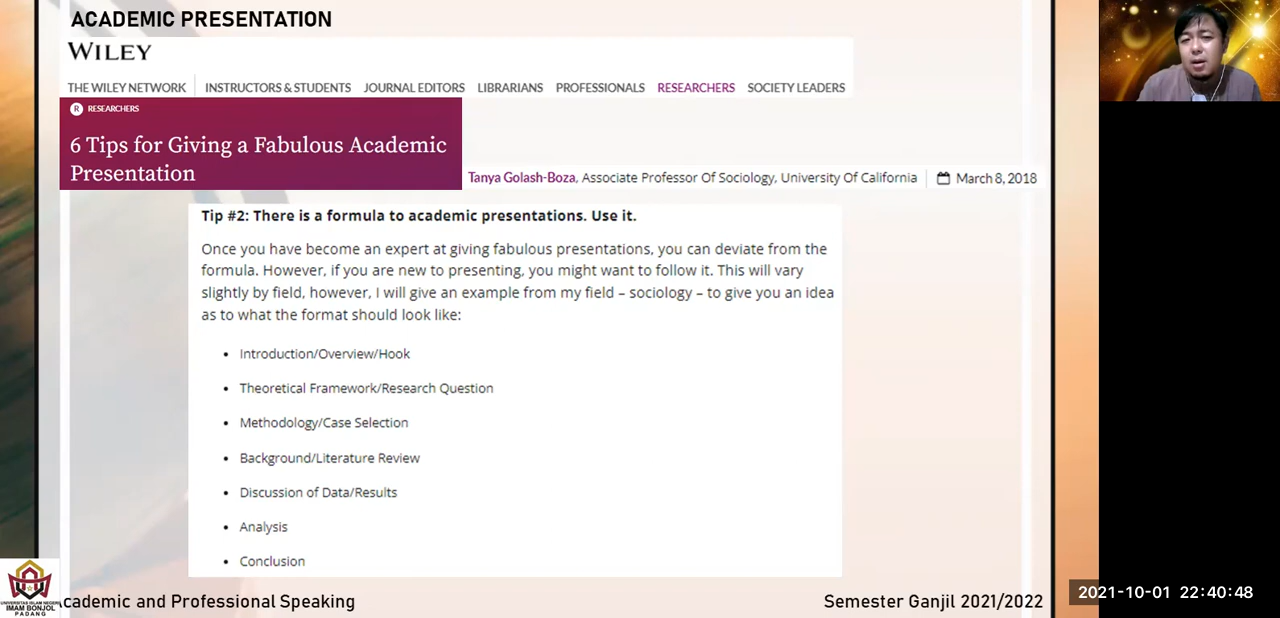 ACADEMIC PRESENTATION
WILEY
THE WILEY NETWORK
INSTRUCTORS & STUDENTS JOURNAL EDITORS LIBRARIANS PROFESSIONALS RESEARCHERS SOCIETY LEADERS
R RESEARCHERS
6 Tips for Giving a Fabulous Academic
Presentation
Tanya Golash-Boza, Associate Professor Of Sociology, University Of California
March 8, 2018
Tip #2: There is a formula to academic presentations. Use it.
Once you have become an expert at giving fabulous presentations, you can deviate from the
formula. However, if you are new to presenting, you might want to follow it. This will vary
slightly by field, however, I will give an example from my field – sociology – to give you an idea
as to what the format should look like:
• Introduction/Overview/Hook
• Theoretical Framework/Research Question
• Methodology/Case Selection
• Background/Literature Review
• Discussion of Data/Results
• Analysis
• Conclusion
UNIVERSITAS ISLAM NEGERI
IMAM BONJOL
PADANG
cademic and Professional Speaking
Semester Ganjil 2021/2022
2021-10-01 22:40:48